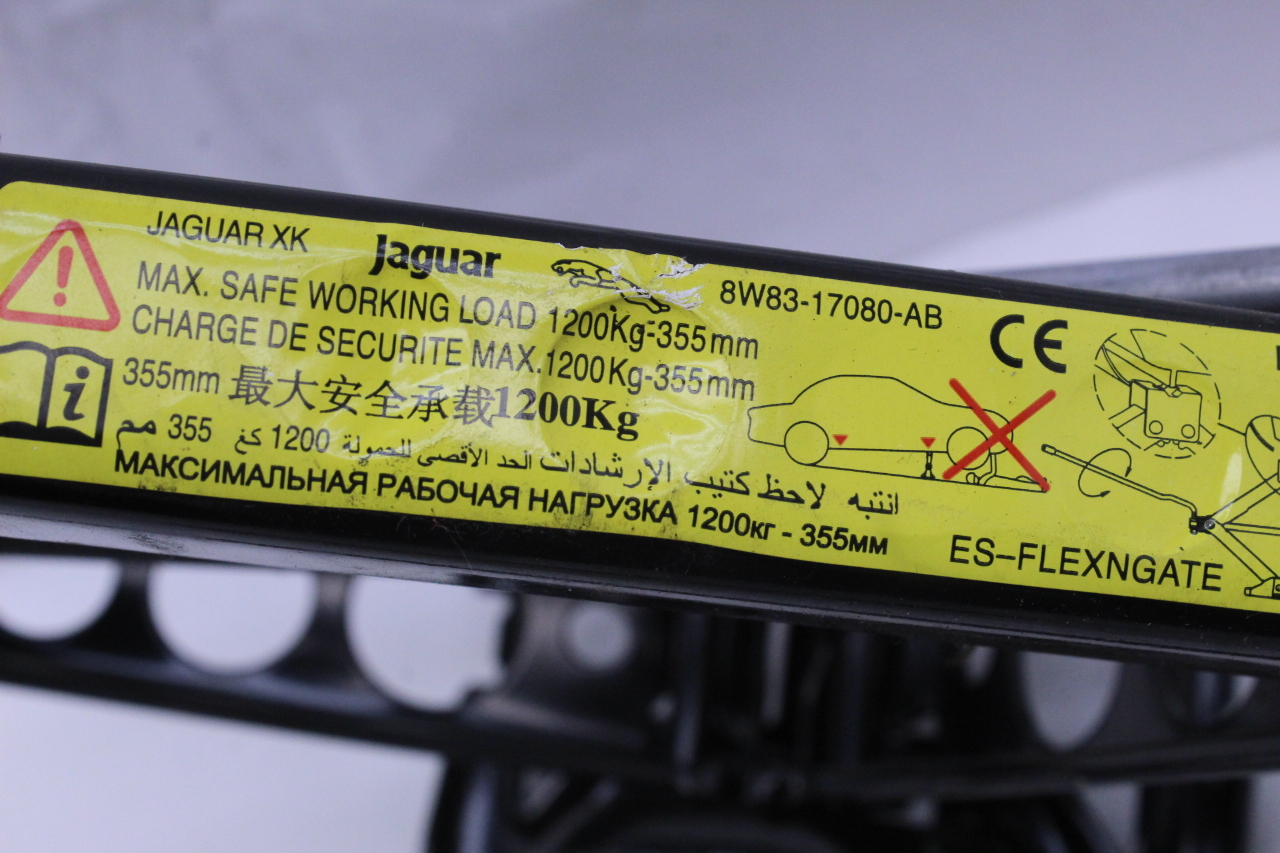 JAGUAR XK Jaguar 8W83-17080-AB CE
MAX. SAFE WORKING LOAD 1200Kg-355mm
CHARGE DE SECURITE MAX.1200Kg-355mm
355mm 最大安全承载1200Kg
انتبه لاحظ كتيب الإرشادات الحد الأقصى للحمولة 1200 كغ 355 مم
МАКСИМАЛЬНАЯ РАБОЧАЯ НАГРУЗКА 1200кг - 355мм
ES-FLEXNGATE